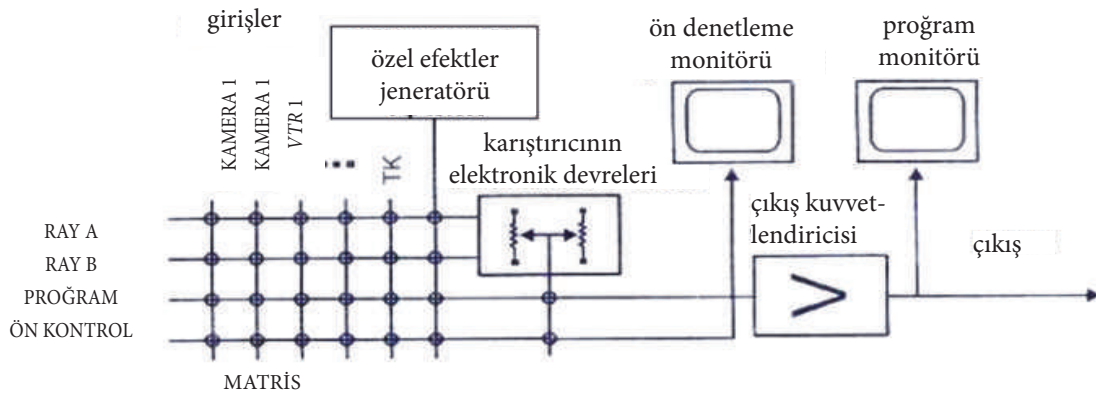 girişler
KAMERA 1
KAMERA 1
VTR 1
TK
özel efektler
jeneratörü
karıştırıcının
elektronik devreleri
ön denetleme
monitörü
proğram
monitörü
çıkış kuvvet-
lendiricisi
çıkış
RAY A
RAY B
PROĞRAM
ÖN KONTROL
MATRİS